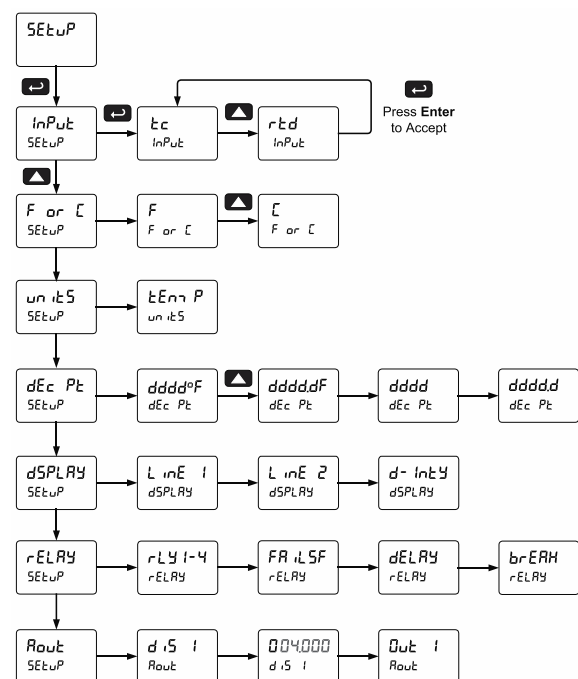 SEtuP
InPut
SEtuP
tc
InPut
rtd
InPut
Press Enter
to Accept
F or C
SEtuP
F
F or C
C
F or C
unitS
SEtuP
tEmP
unitS
dEc Pt
SEtuP
dddd°F
dEc Pt
dddd.dF
dEc Pt
dddd
dEc Pt
dddd.d
dEc Pt
dSPLAY
SEtuP
LinE 1
dSPLAY
LinE 2
dSPLAY
d-IntY
dSPLAY
rELAY
SEtuP
rLY1-4
rELAY
FAiLSF
rELAY
dELAY
rELAY
brEAK
rELAY
Aout
SEtuP
diS 1
Aout
004.000
diS 1
Out 1
Aout